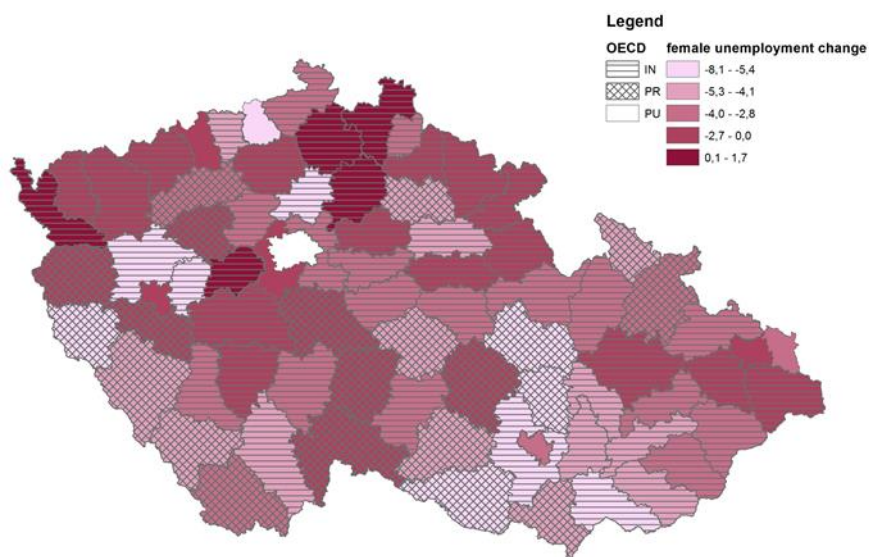 Legend
OECD female unemployment change
IN -8,1 - -5,4
PR -5,3 - -4,1
PU -4,0 - -2,8
-2,7 - 0,0
0,1 - 1,7